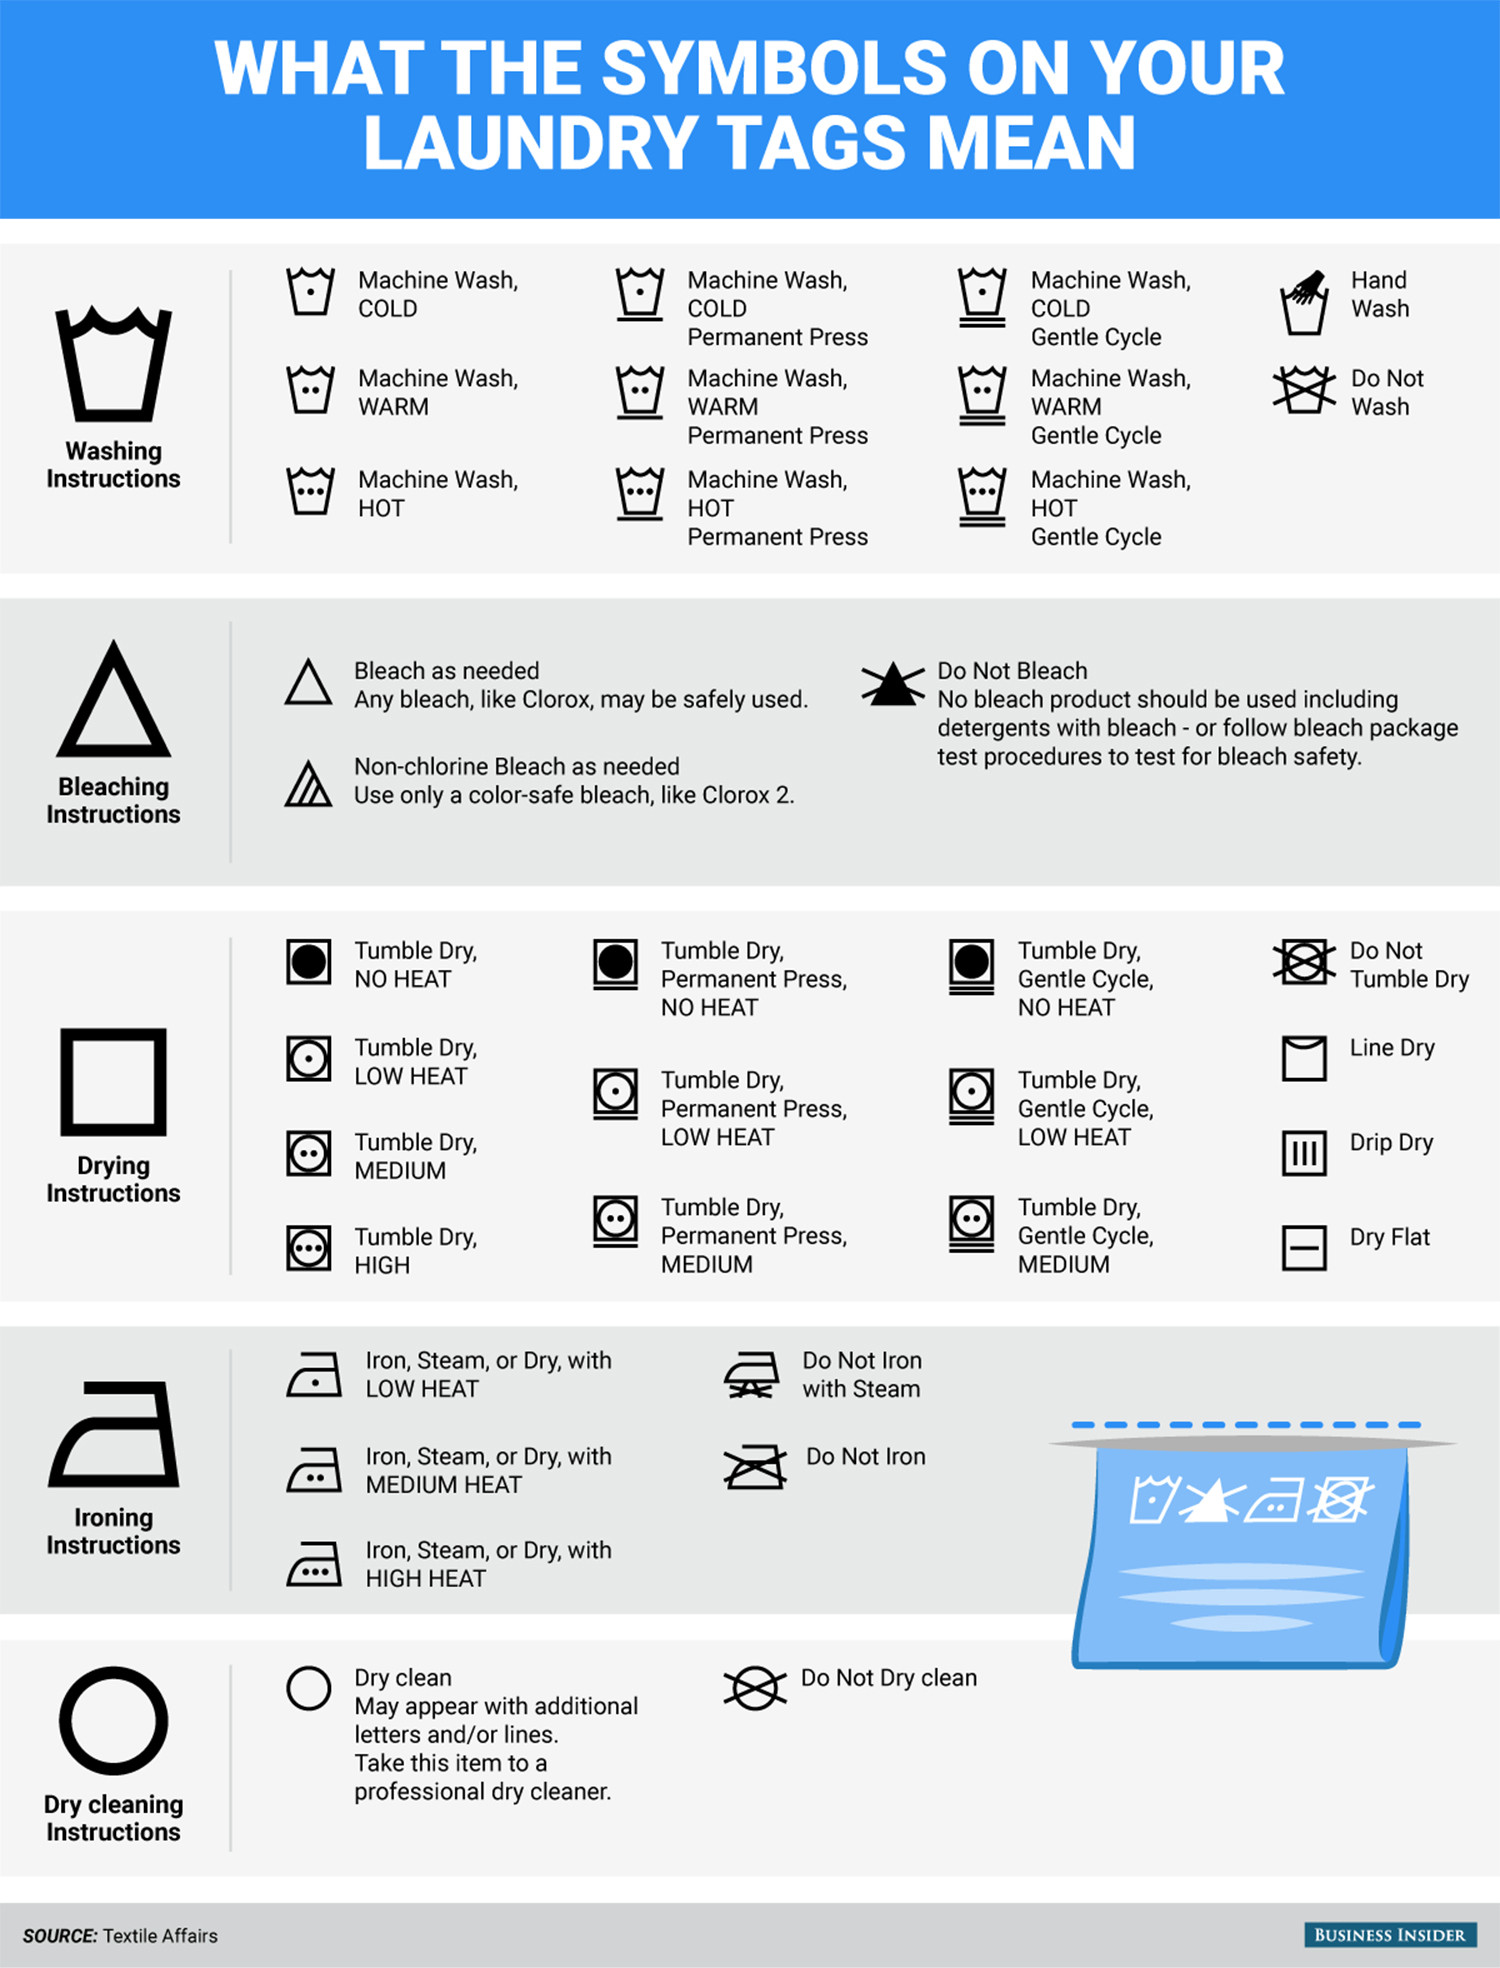 WHAT THE SYMBOLS ON YOUR
LAUNDRY TAGS MEAN
Washing
Instructions
Machine Wash,
COLD
Machine Wash,
COLD
Permanent Press
Machine Wash,
COLD
Gentle Cycle
Hand
Wash
Machine Wash,
WARM
Machine Wash,
WARM
Permanent Press
Machine Wash,
WARM
Gentle Cycle
Do Not
Wash
Machine Wash,
HOT
Machine Wash,
HOT
Permanent Press
Machine Wash,
HOT
Gentle Cycle
Bleaching
Instructions
Bleach as needed
Any bleach, like Clorox, may be safely used.
Non-chlorine Bleach as needed
Use only a color-safe bleach, like Clorox 2.
Do Not Bleach
No bleach product should be used including
detergents with bleach - or follow bleach package
test procedures to test for bleach safety.
Drying
Instructions
Tumble Dry,
NO HEAT
Tumble Dry,
LOW HEAT
Tumble Dry,
MEDIUM
Tumble Dry,
HIGH
Tumble Dry,
Permanent Press,
NO HEAT
Tumble Dry,
Permanent Press,
LOW HEAT
Tumble Dry,
Permanent Press,
MEDIUM
Tumble Dry,
Gentle Cycle,
NO HEAT
Tumble Dry,
Gentle Cycle,
LOW HEAT
Tumble Dry,
Gentle Cycle,
MEDIUM
Do Not
Tumble Dry
Line Dry
Drip Dry
Dry Flat
Ironing
Instructions
Iron, Steam, or Dry, with
LOW HEAT
Iron, Steam, or Dry, with
MEDIUM HEAT
Iron, Steam, or Dry, with
HIGH HEAT
Do Not Iron
with Steam
Do Not Iron
Dry cleaning
Instructions
Dry clean
May appear with additional
letters and/or lines.
Take this item to a
professional dry cleaner.
Do Not Dry clean
SOURCE: Textile Affairs
BUSINESS INSIDER